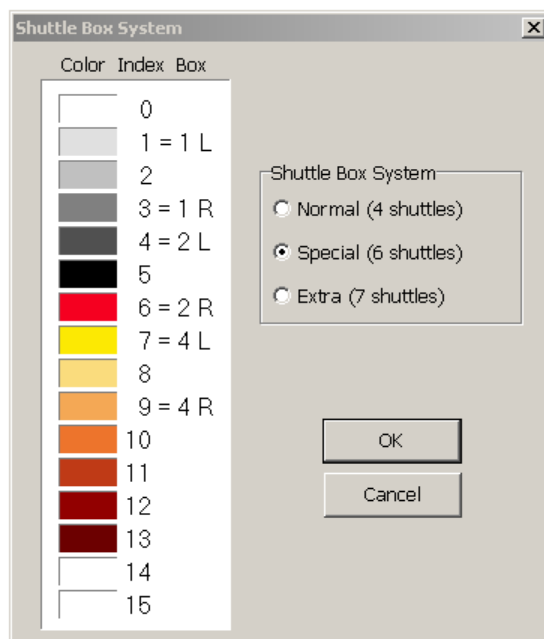 Shuttle Box System
Color Index Box
0
1 = 1 L
2
3 = 1 R
4 = 2 L
5
6 = 2 R
7 = 4 L
8
9 = 4 R
10
11
12
13
14
15
Shuttle Box System
Normal (4 shuttles)
Special (6 shuttles)
Extra (7 shuttles)
OK
Cancel